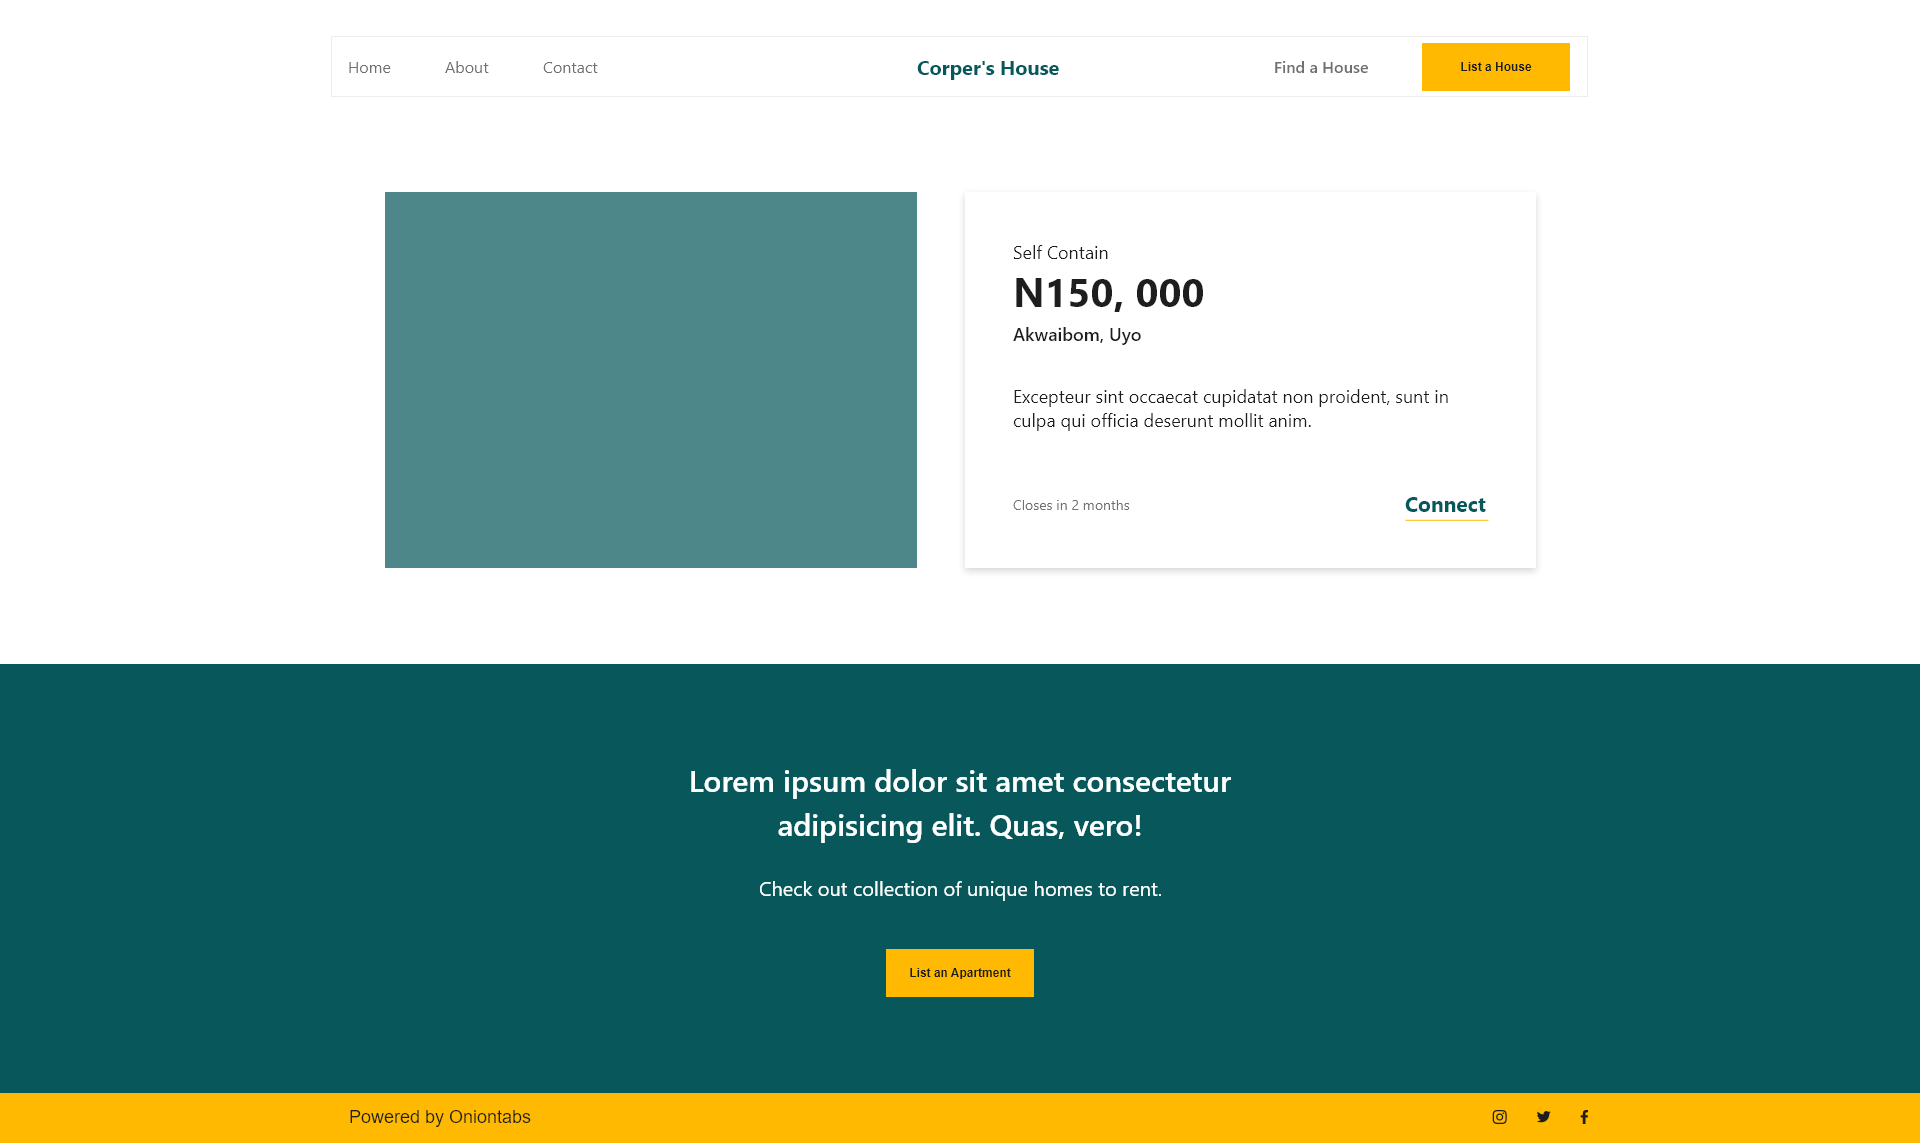 Home About Contact Corper's House Find a House List a House
Self Contain
N150, 000
Akwaibom, Uyo
Excepteur sint occaecat cupidatat non proident, sunt in
culpa qui officia deserunt mollit anim.
Closes in 2 months Connect
Lorem ipsum dolor sit amet consectetur
adipisicing elit. Quas, vero!
Check out collection of unique homes to rent.
List an Apartment
Powered by Oniontabs